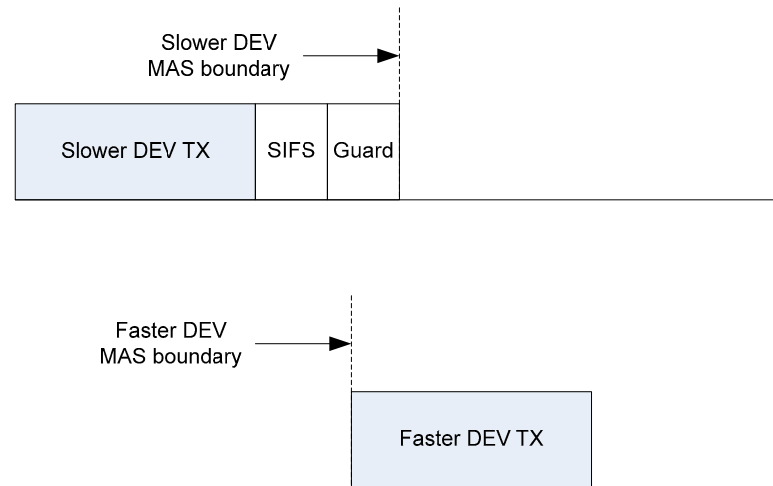 Slower DEV
MAS boundary
Slower DEV TX
SIFS
Guard
Faster DEV
MAS boundary
Faster DEV TX